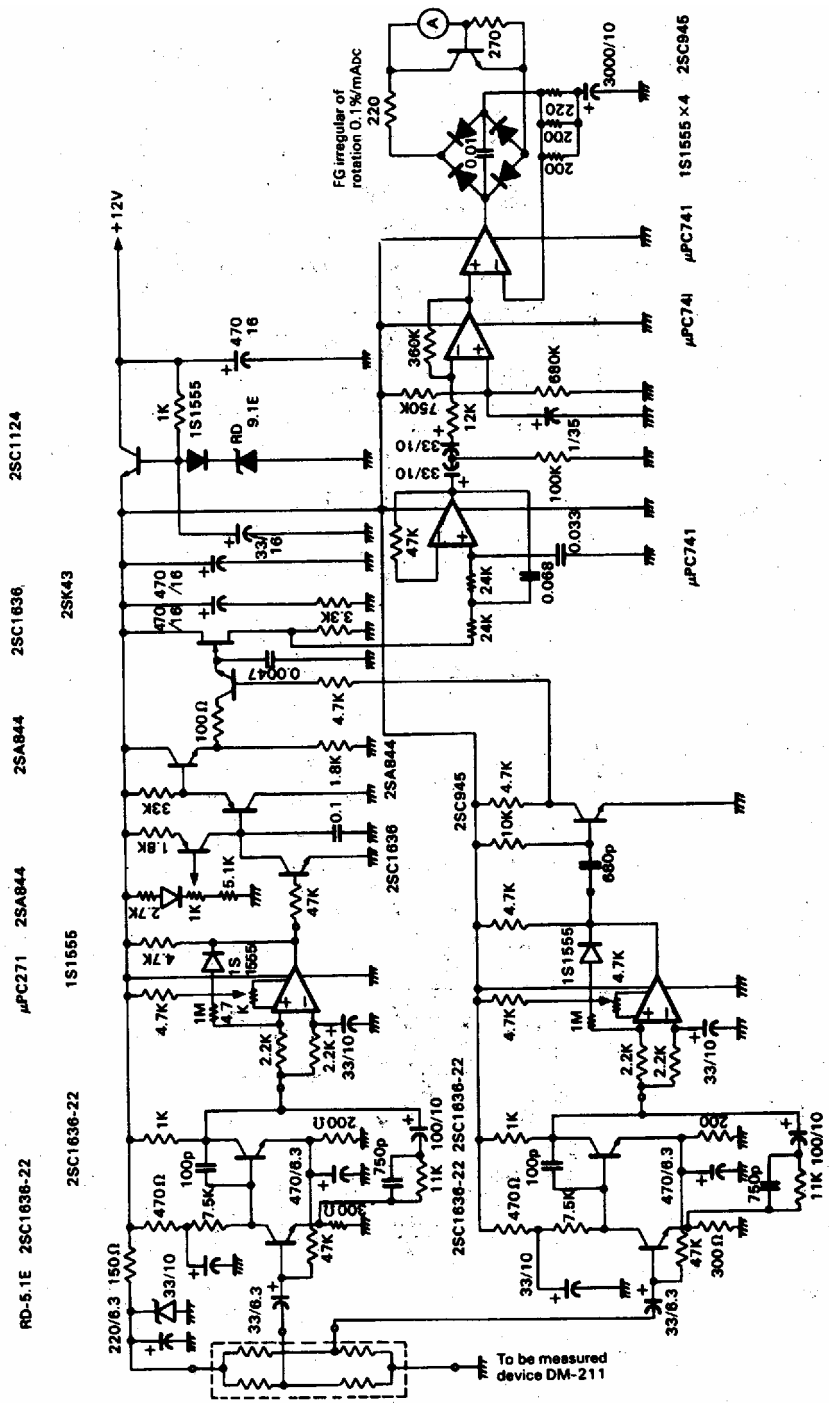 RD-5.1E 2SC1636-22 μPC271 2SA844 2SA844 2SC1636 2SC1124
2SC1636-22 1S1555 2SK43
+12V
220/6.3
150Ω
33/10
470Ω
7.5K
1K
100p
4.7K
4.7K
2.7K
1.8K
33K
1K
5.1K
100Ω
470/16
470/16
33/16
1K
1S1555
RD
9.1E
470
16
1M
4.7K
1S
1555
2.2K
2.2K
33/10
47K
0.1
1.8K
4.7K
0.0047
3.3K
33/6.3
47K
300Ω
470/6.3
200Ω
750p
11K
100/10
2SC1636
2SA844
FG irregular of
rotation 0.1%/mADC
220
A
270
0.01
47K
33/10
33/10
12K
750K
360K
24K
24K
0.068
0.033
100K
1/35
680K
200
200
220
3000/10
μPC741
μPC741
μPC741
1S1555 ×4
2SC945
2SC1636-22 2SC1636-22
2SC945
33/10
470Ω
7.5K
1K
100p
4.7K
1M
4.7K
1S1555
4.7K
10K
4.7K
680p
2.2K
2.2K
33/10
33/6.3
47K
300Ω
470/6.3
200
750p
11K
100/10
To be measured
device DM-211